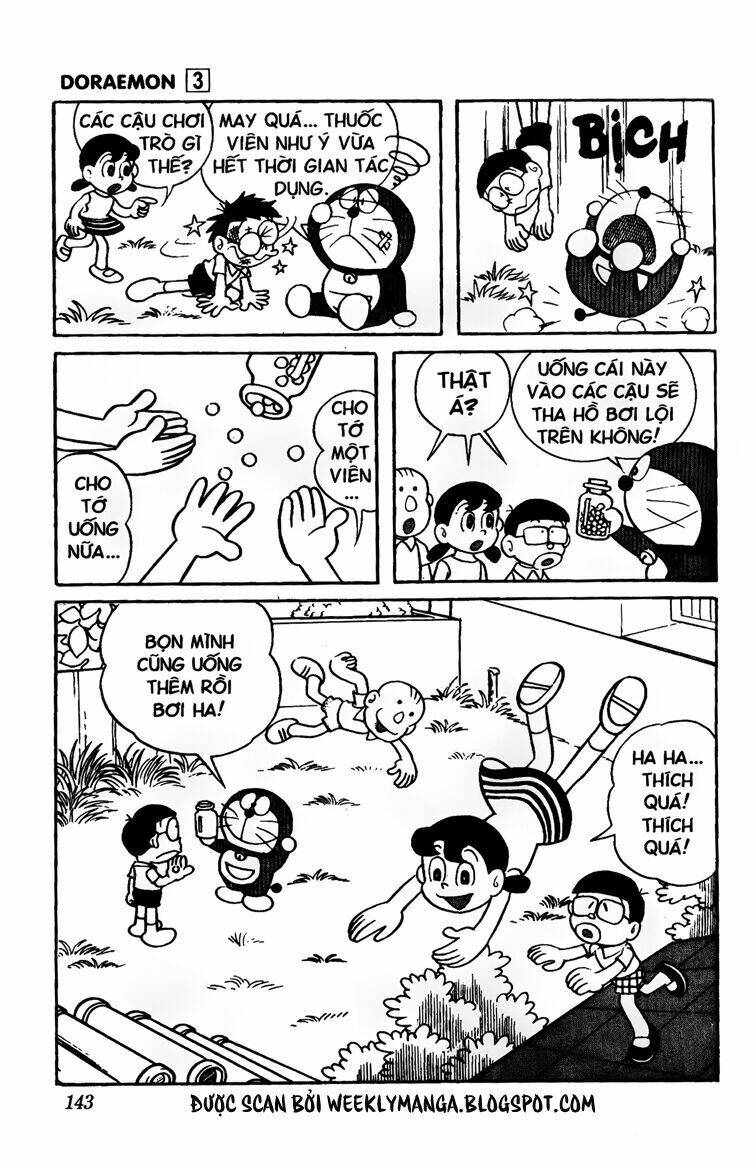 DORAEMON 3
CÁC CẬU CHƠI
TRÒ GÌ
THẾ?
MAY QUÁ... THUỐC
VIÊN NHƯ Ý VỪA
HẾT THỜI GIAN TÁC
DỤNG.
BỊCH
CHO
TỚ
MỘT
VIÊN
...
CHO
TỚ
UỐNG
NỮA...
THẬT
Á?
UỐNG CÁI NÀY
VÀO CÁC CẬU SẼ
THA HỒ BƠI LỘI
TRÊN KHÔNG!
BỌN MÌNH
CŨNG UỐNG
THÊM RỒI
BƠI HA!
HA HA...
THÍCH
QUÁ!
THÍCH
QUÁ!
143
ĐƯỢC SCAN BỞI WEEKLYMANGA.BLOGSPOT.COM